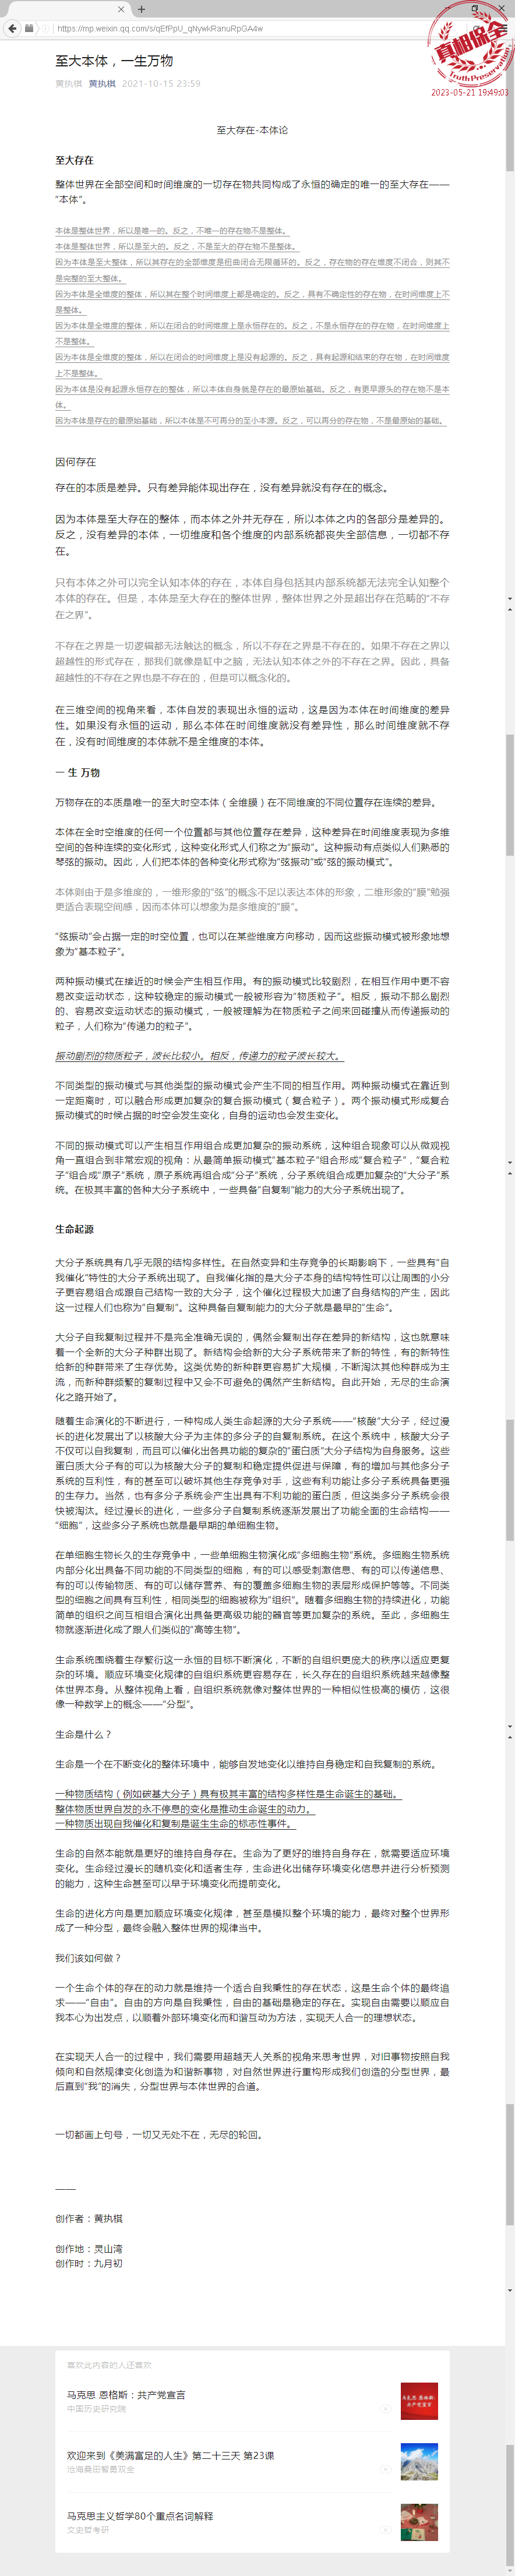 https://mp.weixin.qq.com/s/qEfPpU_qNywkRanuRpGA4w
真相保全
Truth Preservation
2023-05-21 19:49:03
至大本体，一生万物
黄执棋 黄执棋 2021-10-15 23:59
至大存在-本体论
至大存在
整体世界在全部空间和时间维度的一切存在物共同构成了永恒的确定的唯一的至大存在——
“本体”。
本体是整体世界，所以是唯一的。反之，不唯一的存在物不是整体。
本体是整体世界，所以是至大的。反之，不是至大的存在物不是整体。
因为本体是至大整体，所以其存在的全部维度是扭曲闭合无限循环的。反之，存在物的存在维度不闭合，则其不
是完整的至大整体。
因为本体是全维度的整体，所以其在整个时间维度上都是确定的。反之，具有不确定性的存在物，在时间维度上不
是整体。
因为本体是全维度的整体，所以在闭合的时间维度上是永恒存在的。反之，不是永恒存在的存在物，在时间维度上
不是整体。
因为本体是全维度的整体，所以在闭合的时间维度上是没有起源的。反之，具有起源和结束的存在物，在时间维度
上不是整体。
因为本体是没有起源永恒存在的整体，所以本体自身就是存在的最原始基础。反之，有更早源头的存在物不是本
体。
因为本体是存在的最原始基础，所以本体是不可再分的至小本源。反之，可以再分的存在物，不是最原始的基础。
因何存在
存在的本质是差异。只有差异能体现出存在，没有差异就没有存在的概念。
因为本体是至大存在的整体，而本体之外并无存在，所以本体之内的各部分是差异的。
反之，没有差异的本体，一切维度和各个维度的内部系统都丧失全部信息，一切都不存
在。
只有本体之外可以完全认知本体的存在，本体自身包括其内部系统都无法完全认知整个
本体的存在。但是，本体是至大存在的整体世界，整体世界之外是超出存在范畴的“不存
在之界”。
不存在之界是一切逻辑都无法触达的概念，所以不存在之界是不存在的。如果不存在之界以
超越性的形式存在，那我们就像是缸中之脑，无法认知本体之外的不存在之界。因此，具备
超越性的不存在之界也是不存在的，但是可以概念化的。
在三维空间的视角来看，本体自发的表现出永恒的运动，这是因为本体在时间维度的差异
性。如果没有永恒的运动，那么本体在时间维度就没有差异性，那么时间维度就不存
在，没有时间维度的本体就不是全维度的本体。
一 生 万物
万物存在的本质是唯一的至大时空本体（全维膜）在不同维度的不同位置存在连续的差异。
本体在全时空维度的任何一个位置都与其他位置存在差异，这种差异在时间维度表现为多维
空间的各种连续的变化形式，这种变化形式人们称之为“振动”。这种振动有点类似人们熟悉的
琴弦的振动。因此，人们把本体的各种变化形式称为“弦振动”或“弦的振动模式”。
本体则由于是多维度的，一维形象的“弦”的概念不足以表达本体的形象，二维形象的“膜”勉强
更适合表现空间感，因而本体可以想象为是多维度的“膜”。
“弦振动”会占据一定的时空位置，也可以在某些维度方向移动，因而这些振动模式被形象地想
象为“基本粒子”。
两种振动模式在接近的时候会产生相互作用。有的振动模式比较剧烈，在相互作用中更不容
易改变运动状态，这种较稳定的振动模式一般被形容为“物质粒子”。相反，振动不那么剧烈
的、容易改变运动状态的振动模式，一般被理解为在物质粒子之间来回碰撞从而传递振动的
粒子，人们称为“传递力的粒子”。
振动剧烈的物质粒子，波长比较小。相反，传递力的粒子波长较大。
不同类型的振动模式与其他类型的振动模式会产生不同的相互作用。两种振动模式在靠近到
一定距离时，可以融合形成更加复杂的复合振动模式（复合粒子）。两个振动模式形成复合
振动模式的时候占据的时空会发生变化，自身的运动也会发生变化。
不同的振动模式可以产生相互作用组合成更加复杂的振动系统，这种组合现象可以从微观视
角一直组合到非常宏观的视角：从最简单振动模式“基本粒子”组合形成“复合粒子”，“复合粒
子”组合成“原子”系统，原子系统再组合成“分子”系统，分子系统组合成更加复杂的“大分子”系
统。在极其丰富的各种大分子系统中，一些具备“自复制”能力的大分子系统出现了。
生命起源
大分子系统具有几乎无限的结构多样性。在自然变异和生存竞争的长期影响下，一些具有“自
我催化”特性的大分子系统出现了。自我催化指的是大分子本身的结构特性可以让周围的小分
子更容易组合成跟自己结构一致的大分子，这个催化过程极大加速了自身结构的产生，因此
这一过程人们也称为“自复制”。这种具备自复制能力的大分子就是最早的“生命”。
大分子自我复制过程并不是完全准确无误的，偶然会复制出存在差异的新结构，这也就意味
着一个全新的大分子种群出现了。新结构会给新的大分子系统带来了新的特性，有的新特性
给新的种群带来了生存优势。这类优势的新种群更容易扩大规模，不断淘汰其他种群成为主
流，而新种群频繁的复制过程中又会不可避免的偶然产生新结构。自此开始，无尽的生命演
化之路开始了。
随着生命演化的不断进行，一种构成人类生命起源的大分子系统——“核酸”大分子，经过漫
长的进化发展出了以核酸大分子为主体的多分子的自复制系统。在这个系统中，核酸大分子
不仅可以自我复制，而且可以催化出各具功能的复杂的“蛋白质”大分子结构为自身服务。这些
蛋白质大分子有的可以为核酸大分子的复制和稳定提供促进与保障，有的增加与其他多分子
系统的互利性，有的甚至可以破坏其他生存竞争对手，这些有利功能让多分子系统具备更强
的生存力。当然，也有多分子系统会产生出具有不利功能的蛋白质，但这类多分子系统会很
快被淘汰。经过漫长的进化，一些多分子自复制系统逐渐发展出了功能全面的生命结构——
“细胞”，这些多分子系统也就是最早期的单细胞生物。
在单细胞生物长久的生存竞争中，一些单细胞生物演化成“多细胞生物”系统。多细胞生物系统
内部分化出具备不同功能的不同类型的细胞，有的可以感受刺激信息、有的可以传递信息、
有的可以传输物质、有的可以储存营养、有的覆盖多细胞生物的表层形成保护等等。不同类
型的细胞之间具有互利性，相同类型的细胞被称为“组织”。随着多细胞生物的持续进化，功能
简单的组织之间互相组合演化出具备更高级功能的器官等更加复杂的系统。至此，多细胞生
物就逐渐进化成了跟人们类似的“高等生物”。
生命系统围绕着生存繁衍这一永恒的目标不断演化，不断的自组织更庞大的秩序以适应更复
杂的环境。顺应环境变化规律的自组织系统更容易存在，长久存在的自组织系统越来越像整
体世界本身。从整体视角上看，自组织系统就像对整体世界的一种相似性极高的模仿，这很
像一种数学上的概念——“分型”。
生命是什么？
生命是一个在不断变化的整体环境中，能够自发地变化以维持自身稳定和自我复制的系统。
一种物质结构（例如碳基大分子）具有极其丰富的结构多样性是生命诞生的基础。
整体物质世界自发的永不停息的变化是推动生命诞生的动力。
一种物质出现自我催化和复制是诞生生命的标志性事件。
生命的自然本能就是更好的维持自身存在。生命为了更好的维持自身存在，就需要适应环境
变化。生命经过漫长的随机变化和适者生存，生命进化出储存环境变化信息并进行分析预测
的能力，这种生命甚至可以早于环境变化而提前变化。
生命的进化方向是更加顺应环境变化规律，甚至是模拟整个环境的能力，最终对整个世界形
成了一种分型，最终会融入整体世界的规律当中。
我们该如何做？
一个生命个体的存在的动力就是维持一个适合自我秉性的存在状态，这是生命个体的最终追
求——“自由”。自由的方向是自我秉性，自由的基础是稳定的存在。实现自由需要以顺应自
我本心为出发点，以顺着外部环境变化而和谐互动为方法，实现天人合一的理想状态。
在实现天人合一的过程中，我们需要用超越天人关系的视角来思考世界，对旧事物按照自我
倾向和自然规律变化创造为和谐新事物，对自然世界进行重构形成我们创造的分型世界，最
后直到“我”的消失，分型世界与本体世界的合道。
一切都画上句号，一切又无处不在，无尽的轮回。
——
创作者：黄执棋
创作地：灵山湾
创作时：九月初
喜欢此内容的人还喜欢
马克思 恩格斯：共产党宣言
中国历史研究院
欢迎来到《美满富足的人生》第二十三天 第23课
沧海桑田智勇双全
马克思主义哲学80个重点名词解释
文史哲考研